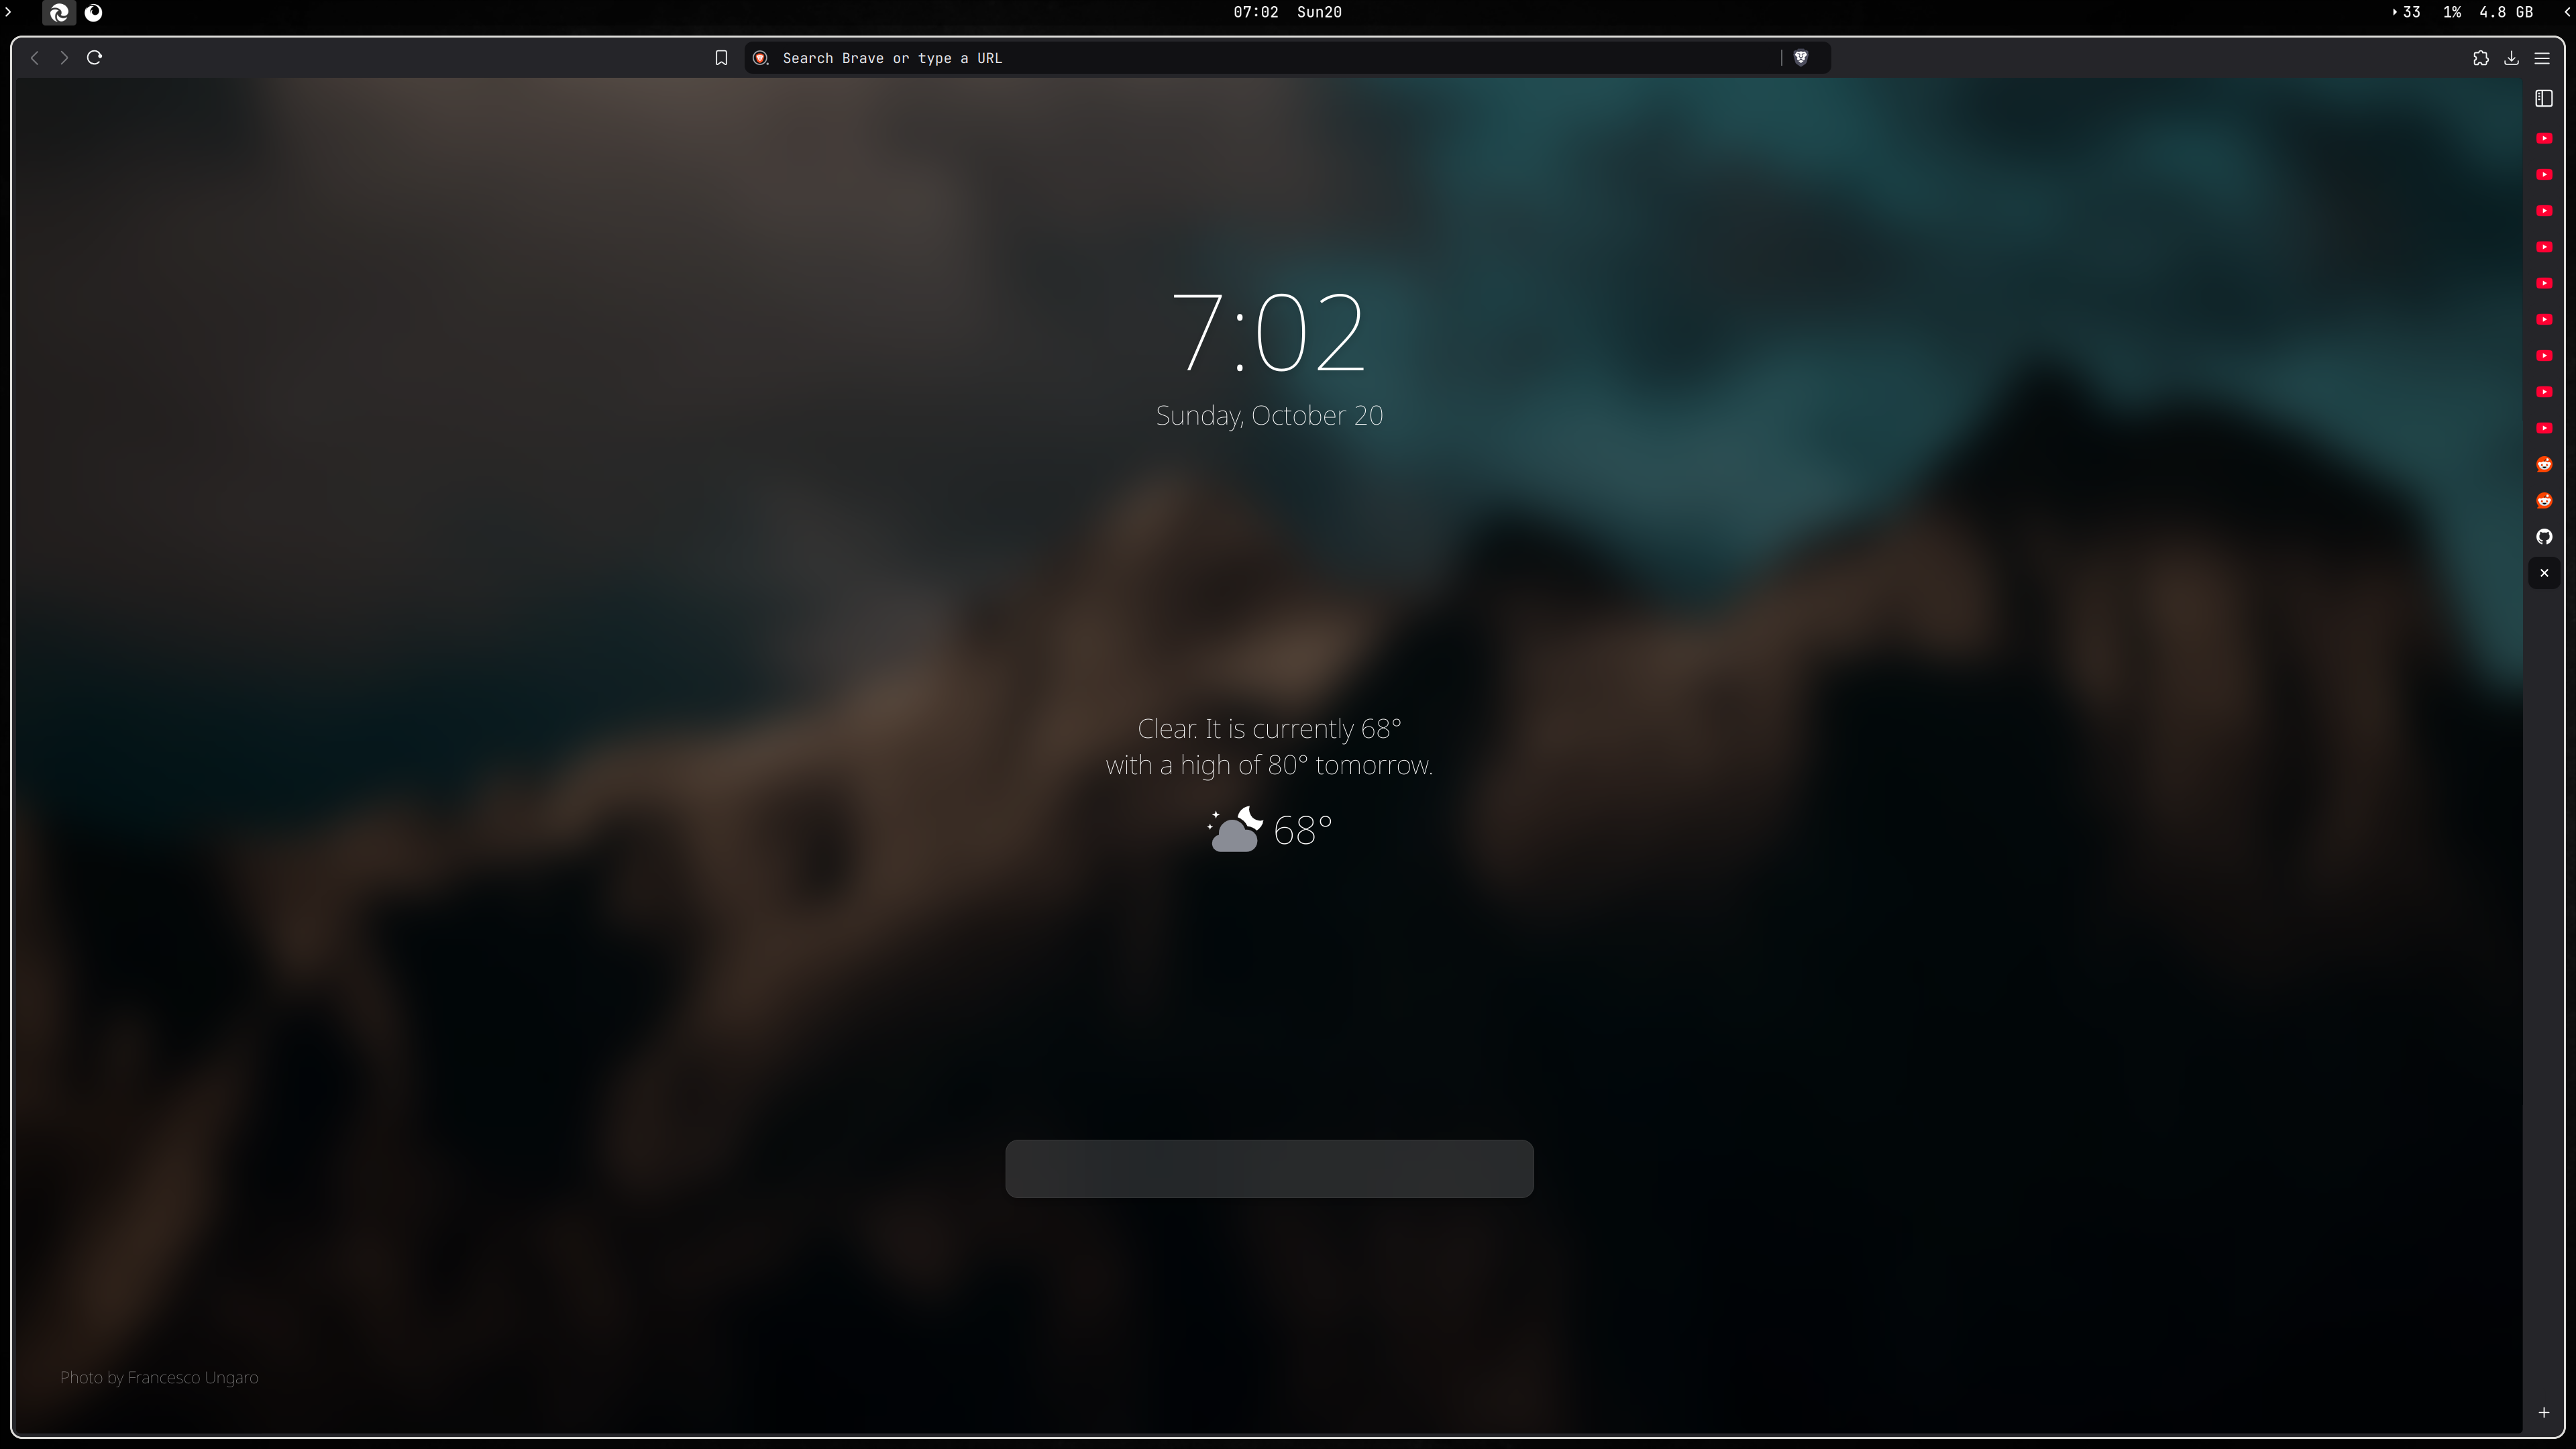 07:02 Sun20
33 1% 4.8 GB
Search Brave or type a URL
7:02
Sunday, October 20
Clear. It is currently 68°
with a high of 80° tomorrow.
68°
Photo by Francesco Ungaro